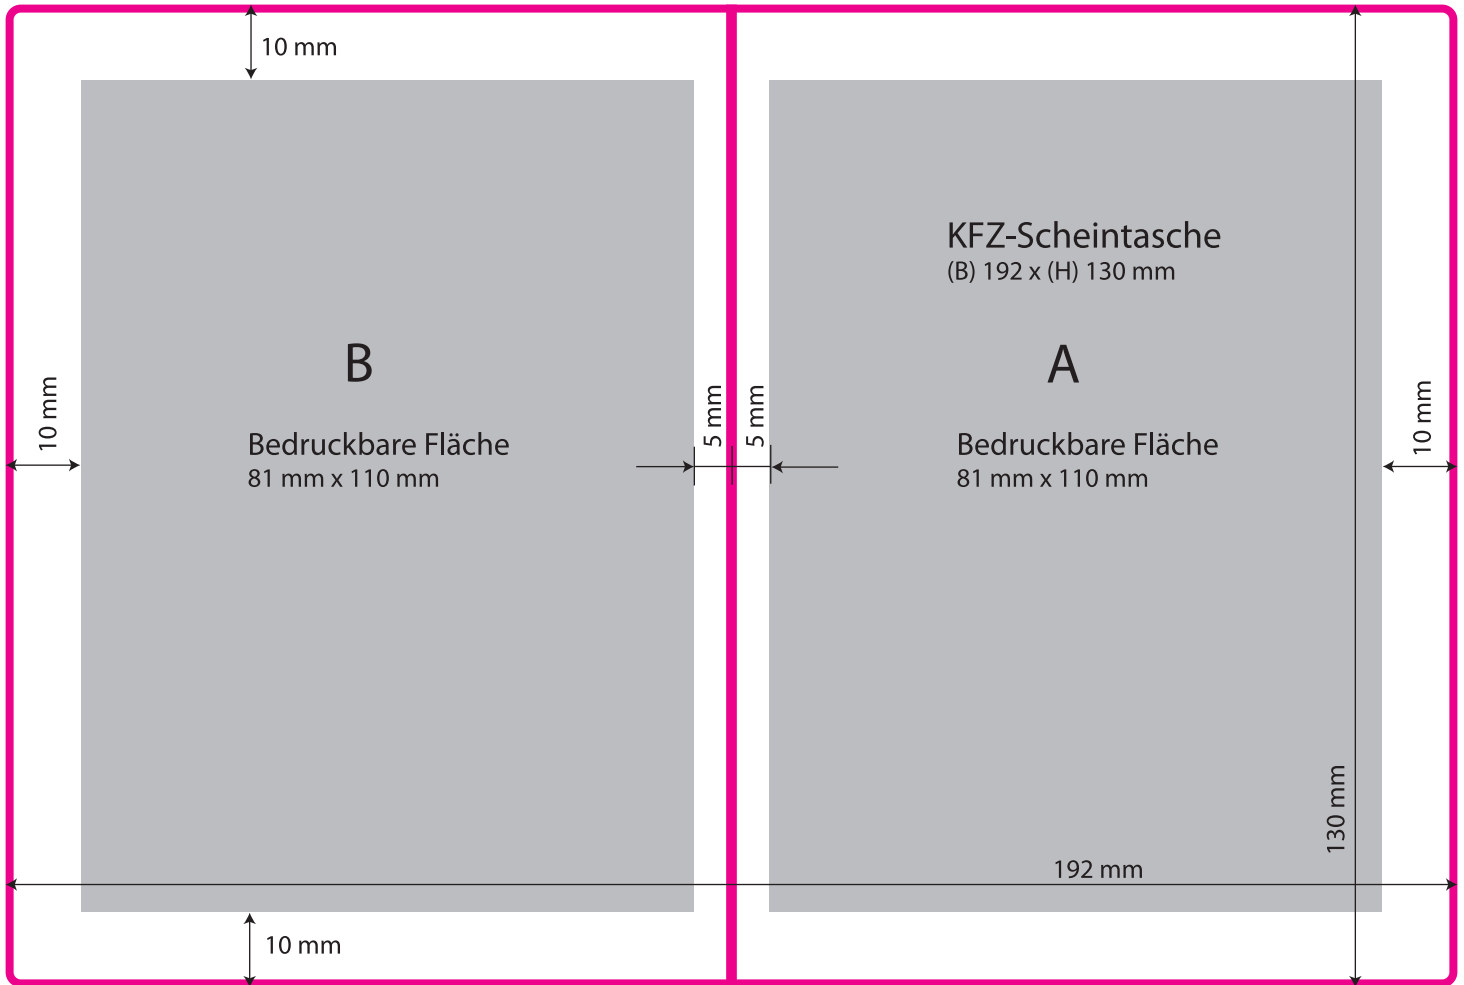 10 mm
KFZ-Scheintasche
(B) 192 x (H) 130 mm
B
A
10 mm
5 mm
5 mm
10 mm
Bedruckbare Fläche
81 mm x 110 mm
Bedruckbare Fläche
81 mm x 110 mm
130 mm
192 mm
10 mm